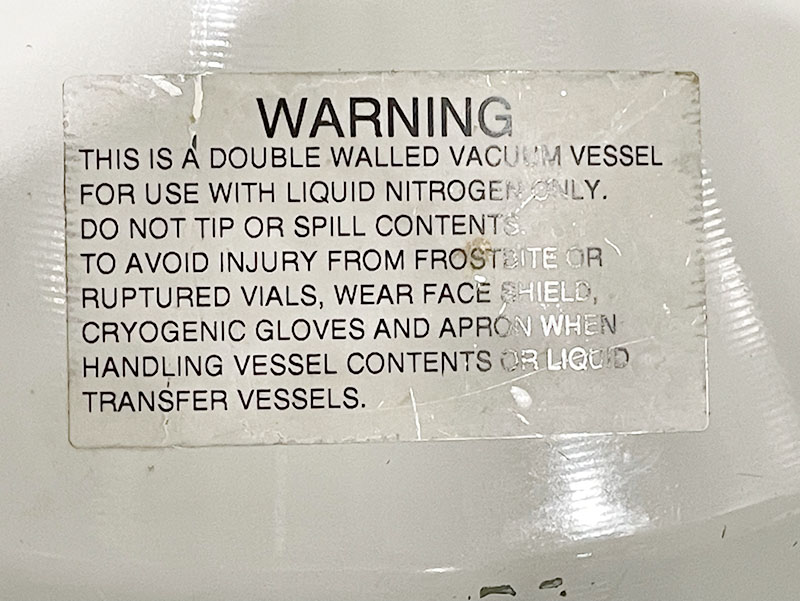 WARNING
THIS IS A DOUBLE WALLED VACUUM VESSEL
FOR USE WITH LIQUID NITROGEN ONLY.
DO NOT TIP OR SPILL CONTENTS.
TO AVOID INJURY FROM FROSTBITE OR
RUPTURED VIALS, WEAR FACE SHIELD,
CRYOGENIC GLOVES AND APRON WHEN
HANDLING VESSEL CONTENTS OR LIQUID
TRANSFER VESSELS.